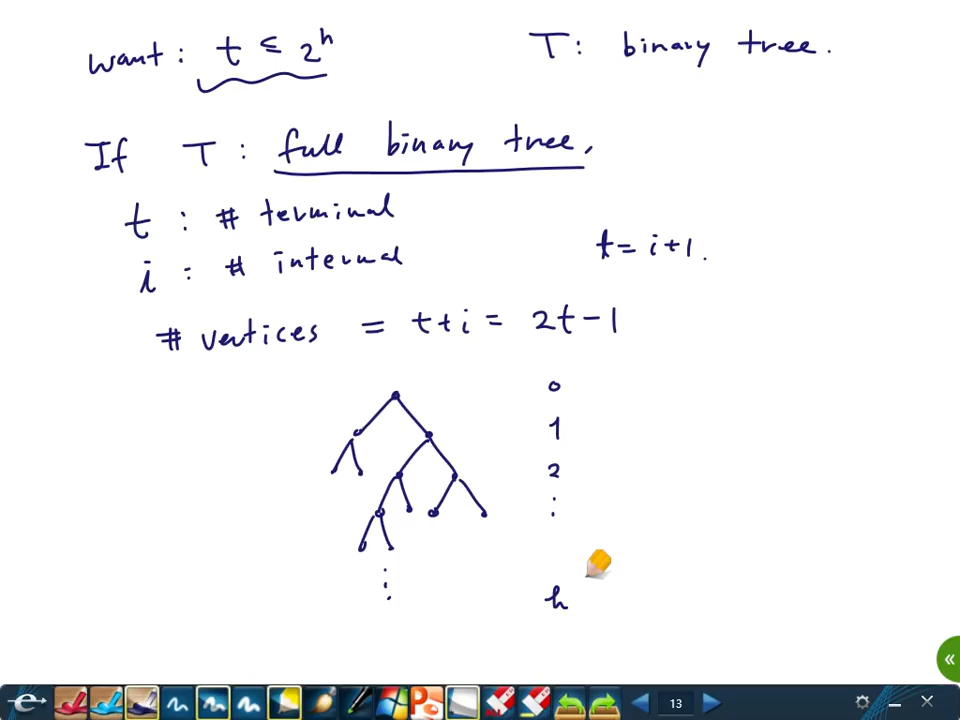 want: t ≤ 2^h
T: binary tree.
If T: full binary tree,
t: # terminal
i: # internal
t = i+1.
# vertices = t+i = 2t-1
0
1
2
⋮
⋮
h
13